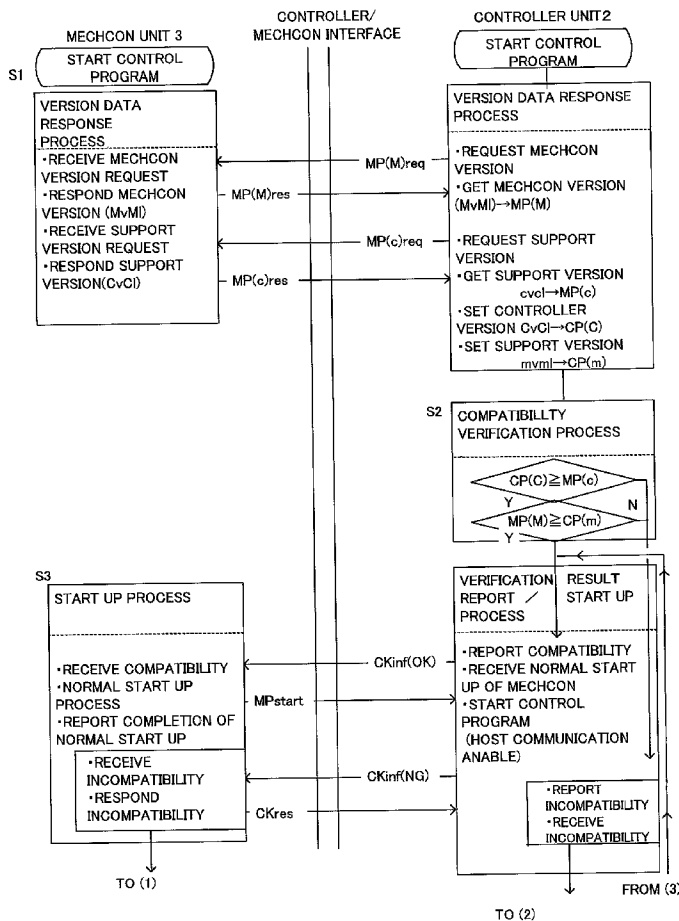 MECHCON UNIT 3
CONTROLLER/
MECHCON INTERFACE
CONTROLLER UNIT2
S1
START CONTROL
PROGRAM
START CONTROL
PROGRAM
VERSION DATA
RESPONSE
PROCESS
・RECEIVE MECHCON
VERSION REQUEST
・RESPOND MECHCON
VERSION (MvMl)
・RECEIVE SUPPORT
VERSION REQUEST
・RESPOND SUPPORT
VERSION(CvCl)
MP(M)req
MP(M)res
MP(c)req
MP(c)res
VERSION DATA RESPONSE
PROCESS
・REQUEST MECHCON
VERSION
・GET MECHCON VERSION
(MvMl)→MP(M)
・REQUEST SUPPORT
VERSION
・GET SUPPORT VERSION
cvcl→MP(c)
・SET CONTROLLER
VERSION CvCl→CP(C)
・SET SUPPORT VERSION
mvml→CP(m)
S2
COMPATIBILLTY
VERIFICATION PROCESS
CP(C)≧MP(c)
Y
N
MP(M)≧CP(m)
Y
S3
START UP PROCESS
・RECEIVE COMPATIBILITY
・NORMAL START UP
PROCESS
・REPORT COMPLETION OF
NORMAL START UP
・RECEIVE
INCOMPATIBILITY
・RESPOND
INCOMPATIBILITY
CKinf(OK)
MPstart
CKinf(NG)
CKres
VERIFICATION RESULT
REPORT / START UP
PROCESS
・REPORT COMPATIBILITY
・RECEIVE NORMAL START
UP OF MECHCON
・START CONTROL
PROGRAM
(HOST COMMUNICATION
ANABLE)
・REPORT
INCOMPATIBILITY
・RECEIVE
INCOMPATIBILITY
TO (1)
TO (2)
FROM (3)